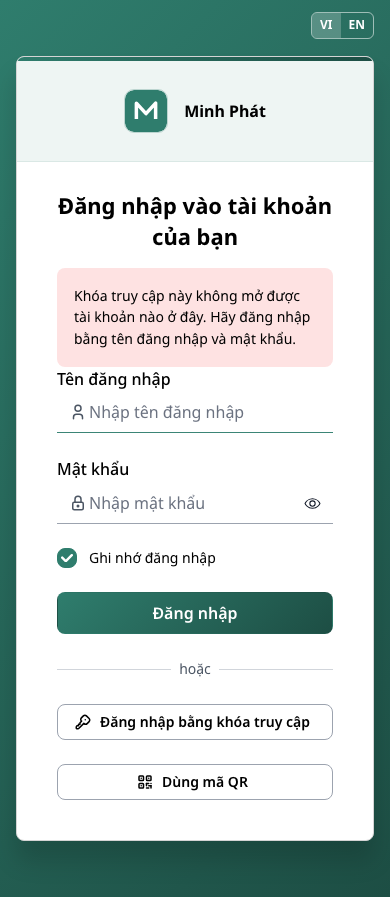 VI EN
Minh Phát
Đăng nhập vào tài khoản
của bạn
Khóa truy cập này không mở được
tài khoản nào ở đây. Hãy đăng nhập
bằng tên đăng nhập và mật khẩu.
Tên đăng nhập
Nhập tên đăng nhập
Mật khẩu
Nhập mật khẩu
Ghi nhớ đăng nhập
Đăng nhập
hoặc
Đăng nhập bằng khóa truy cập
Dùng mã QR